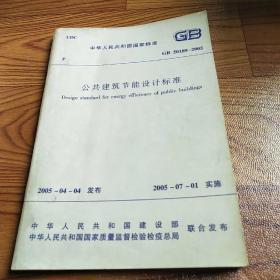 UDC
中华人民共和国国家标准
GB
P
GB 50189-2005
公共建筑节能设计标准
Design standard for energy efficiency of public buildings
2005-04-04 发布
2005-07-01 实施
中华人民共和国建设部
中华人民共和国国家质量监督检验检疫总局
联合发布